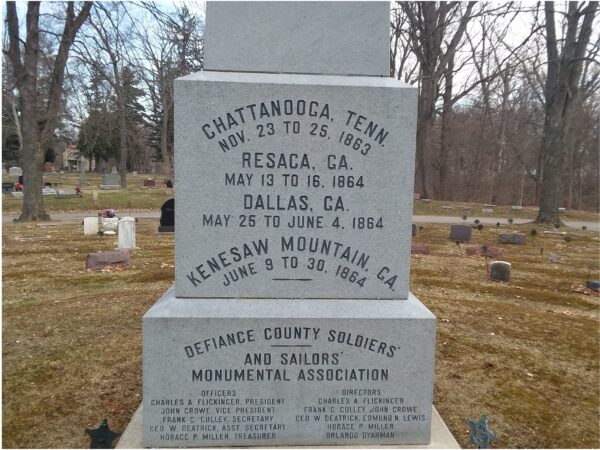 CHATTANOOGA, TENN.
NOV. 23 TO 25, 1863
RESACA, GA.
MAY 13 TO 16, 1864
DALLAS, GA.
MAY 25 TO JUNE 4, 1864
KENESAW MOUNTAIN, GA.
JUNE 9 TO 30, 1864
DEFIANCE COUNTY SOLDIERS'
AND SAILORS'
MONUMENTAL ASSOCIATION
OFFICERS
CHARLES A. FLICKINGER, PRESIDENT
JOHN CROWE, VICE PRESIDENT
FRANK G. CULLEY, SECRETARY
GEO. W. DEATRICK, ASST. SECRETARY
HORACE P. MILLER, TREASURER
DIRECTORS
CHARLES A. FLICKINGER
FRANK G. CULLEY, JOHN CROWE
GEO. W. DEATRICK, EDMUND N. LEWIS
HORACE P. MILLER
ORLANDO DYARMAN